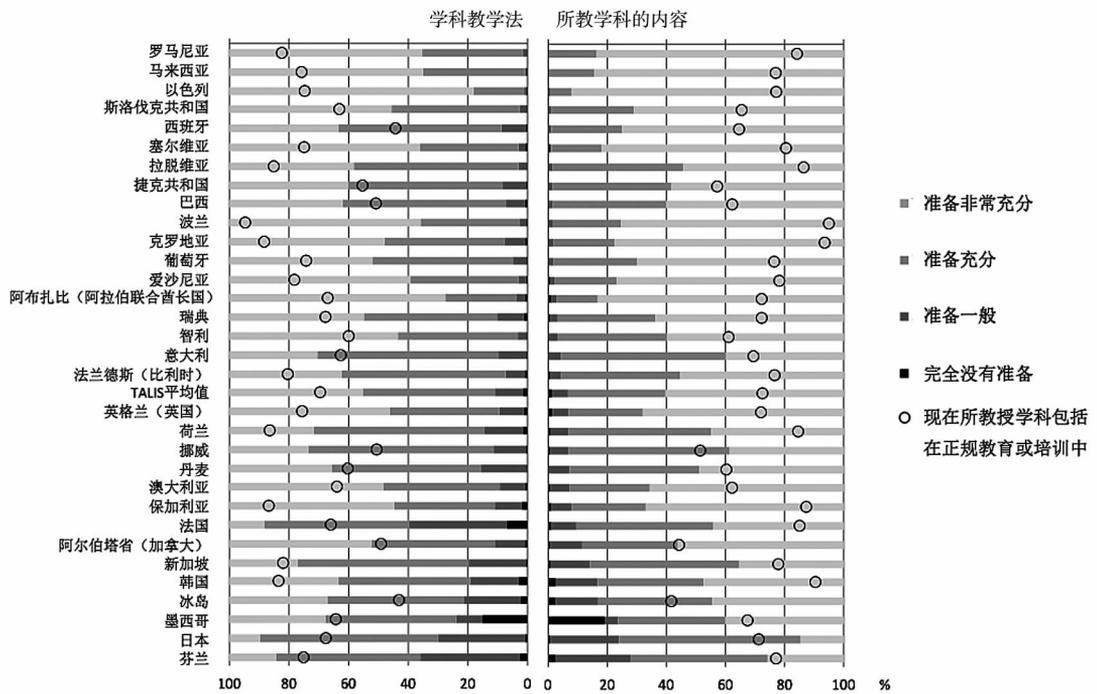 学科教学法
所教学科的内容
罗马尼亚
马来西亚
以色列
斯洛伐克共和国
西班牙
塞尔维亚
拉脱维亚
捷克共和国
巴西
波兰
克罗地亚
葡萄牙
爱沙尼亚
阿布扎比（阿拉伯联合酋长国）
瑞典
智利
意大利
法兰德斯（比利时）
TALIS平均值
英格兰（英国）
荷兰
挪威
丹麦
澳大利亚
保加利亚
法国
阿尔伯塔省（加拿大）
新加坡
韩国
冰岛
墨西哥
日本
芬兰
100 80 60 40 20 0
0 20 40 60 80 100 %
准备非常充分
准备充分
准备一般
完全没有准备
现在所教授学科包括
在正规教育或培训中